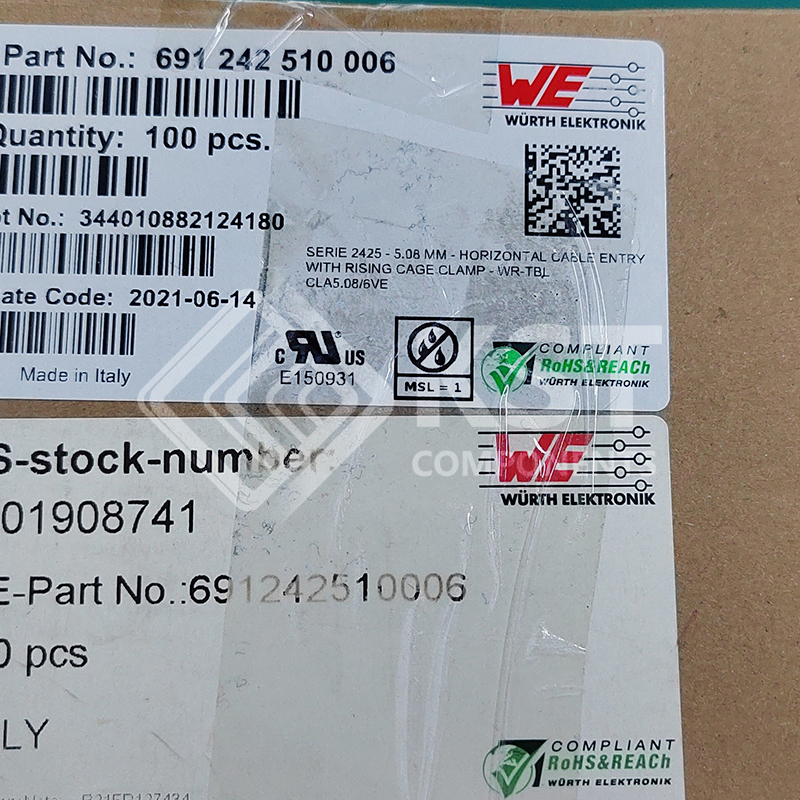 -Part No.: 691 242 510 006
WE
WÜRTH ELEKTRONIK
Quantity: 100 pcs.
ot No.: 344010882124180
SERIE 2425 - 5.08 MM - HORIZONTAL CABLE ENTRY
WITH RISING CAGE CLAMP - WR-TBL
CLA5.08/6VE
ate Code: 2021-06-14
Made in Italy
c RU US
E150931
MSL = 1
COMPLIANT
RoHS&REACh
WÜRTH ELEKTRONIK
KST
COMPONENTS
S-stock-number
01908741
WE
WÜRTH ELEKTRONIK
E-Part No.:691242510006
0 pcs
LY
COMPLIANT
RoHS&REACh
WÜRTH ELEKTRONIK